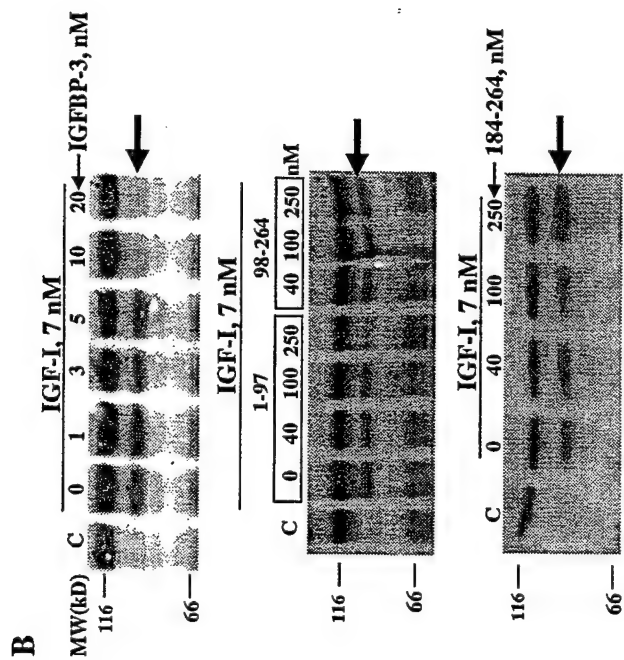 B
IGF-I, 7 nM
MW(kD) C 0 1 3 5 10 20 IGFBP-3, nM
116
66
IGF-I, 7 nM
1-97 98-264
C 0 40 100 250 40 100 250 nM
116
66
IGF-I, 7 nM
C 0 40 100 250 184-264, nM
116
66